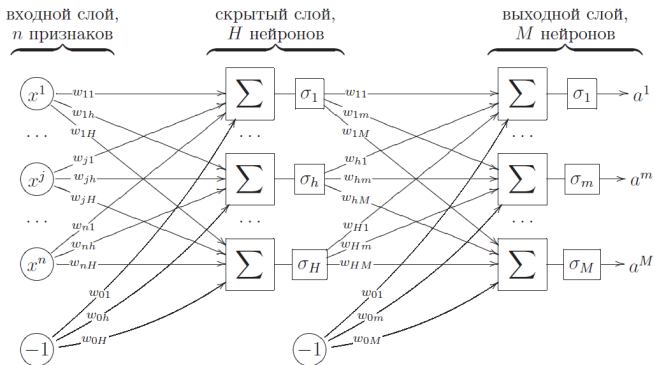 входной слой,
n признаков
скрытый слой,
H нейронов
выходной слой,
M нейронов
x¹ w₁₁ ∑ σ₁ w₁₁ ∑ σ₁ a¹
w₁ₕ w₁ₘ
w₁H w₁M
··· ··· ···
wⱼ₁ wₕ₁
xʲ wⱼₕ ∑ σₕ wₕₘ ∑ σₘ aᵐ
wⱼH wₕM
··· ··· ···
wₙ₁ wH₁
wₙₕ wHₘ
xⁿ wₙH ∑ σH wHM ∑ σM aᴹ
w₀₁ w₀₁
w₀ₕ w₀ₘ
w₀H w₀M
−1 −1